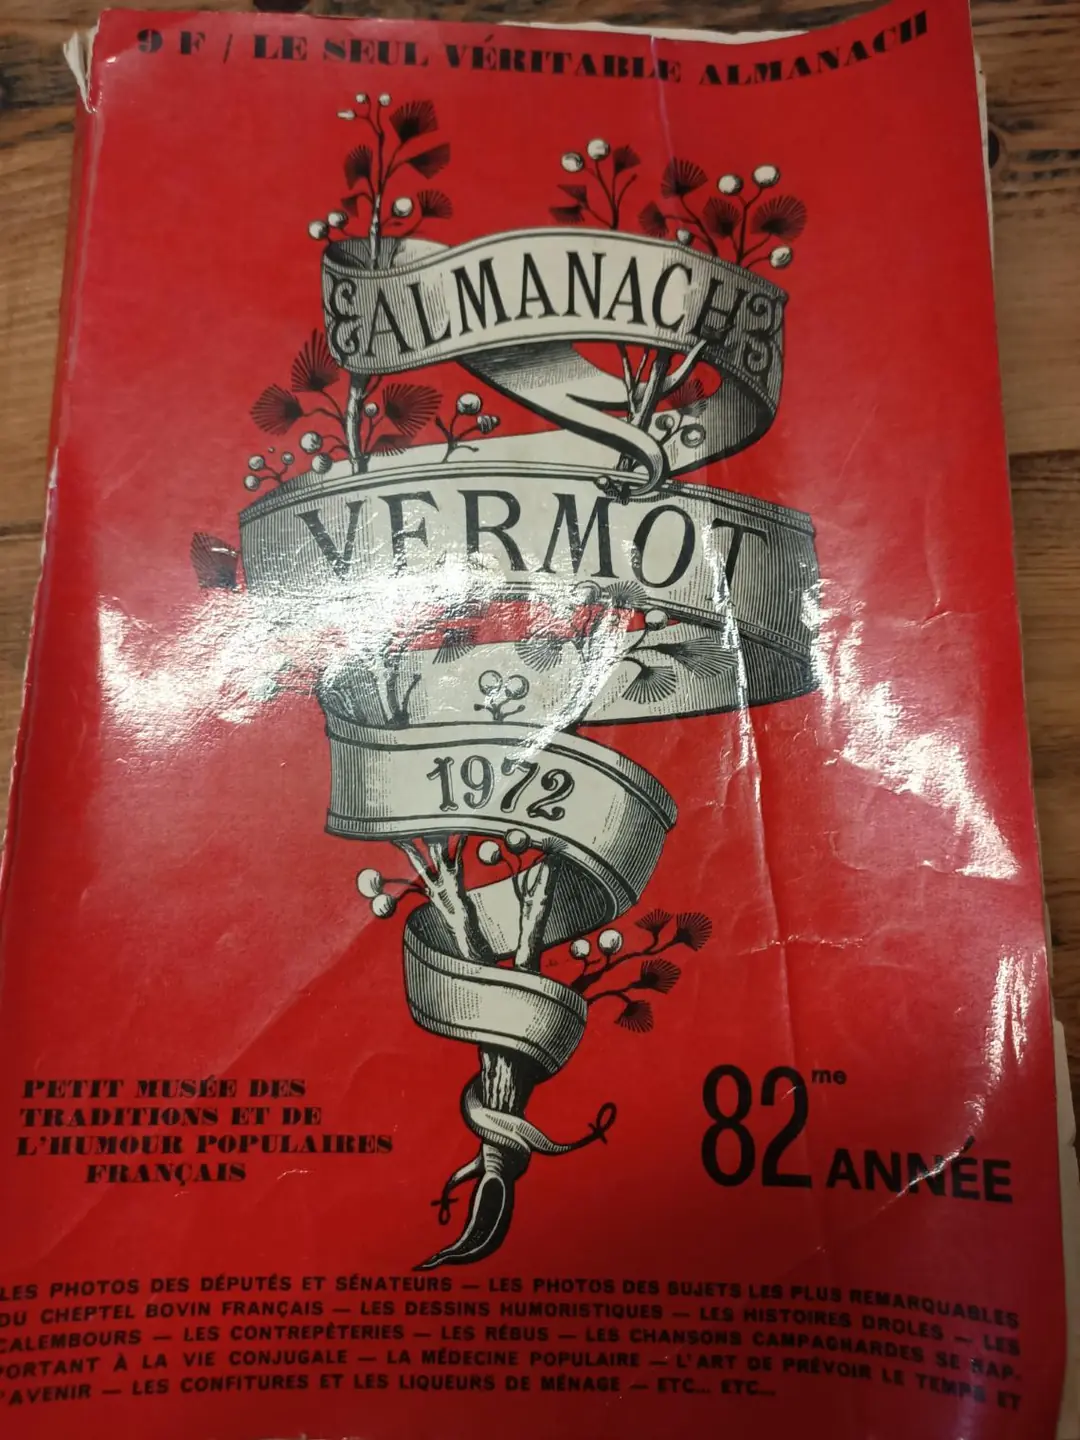 9 F / LE SEUL VÉRITABLE ALMANACH
ALMANACH
VERMOT
1972
PETIT MUSÉE DES
TRADITIONS ET DE
L'HUMOUR POPULAIRES
FRANÇAIS
82me ANNÉE
LES PHOTOS DES DÉPUTÉS ET SÉNATEURS — LES PHOTOS DES SUJETS LES PLUS REMARQUABLES
DU CHEPTEL BOVIN FRANÇAIS — LES DESSINS HUMORISTIQUES — LES HISTOIRES DROLES — LES
CALEMBOURS — LES CONTREPÈTERIES — LES RÉBUS — LES CHANSONS CAMPAGNARDES SE RAP-
PORTANT À LA VIE CONJUGALE — LA MÉDECINE POPULAIRE — L'ART DE PRÉVOIR LE TEMPS ET
L'AVENIR — LES CONFITURES ET LES LIQUEURS DE MÉNAGE — ETC... ETC...